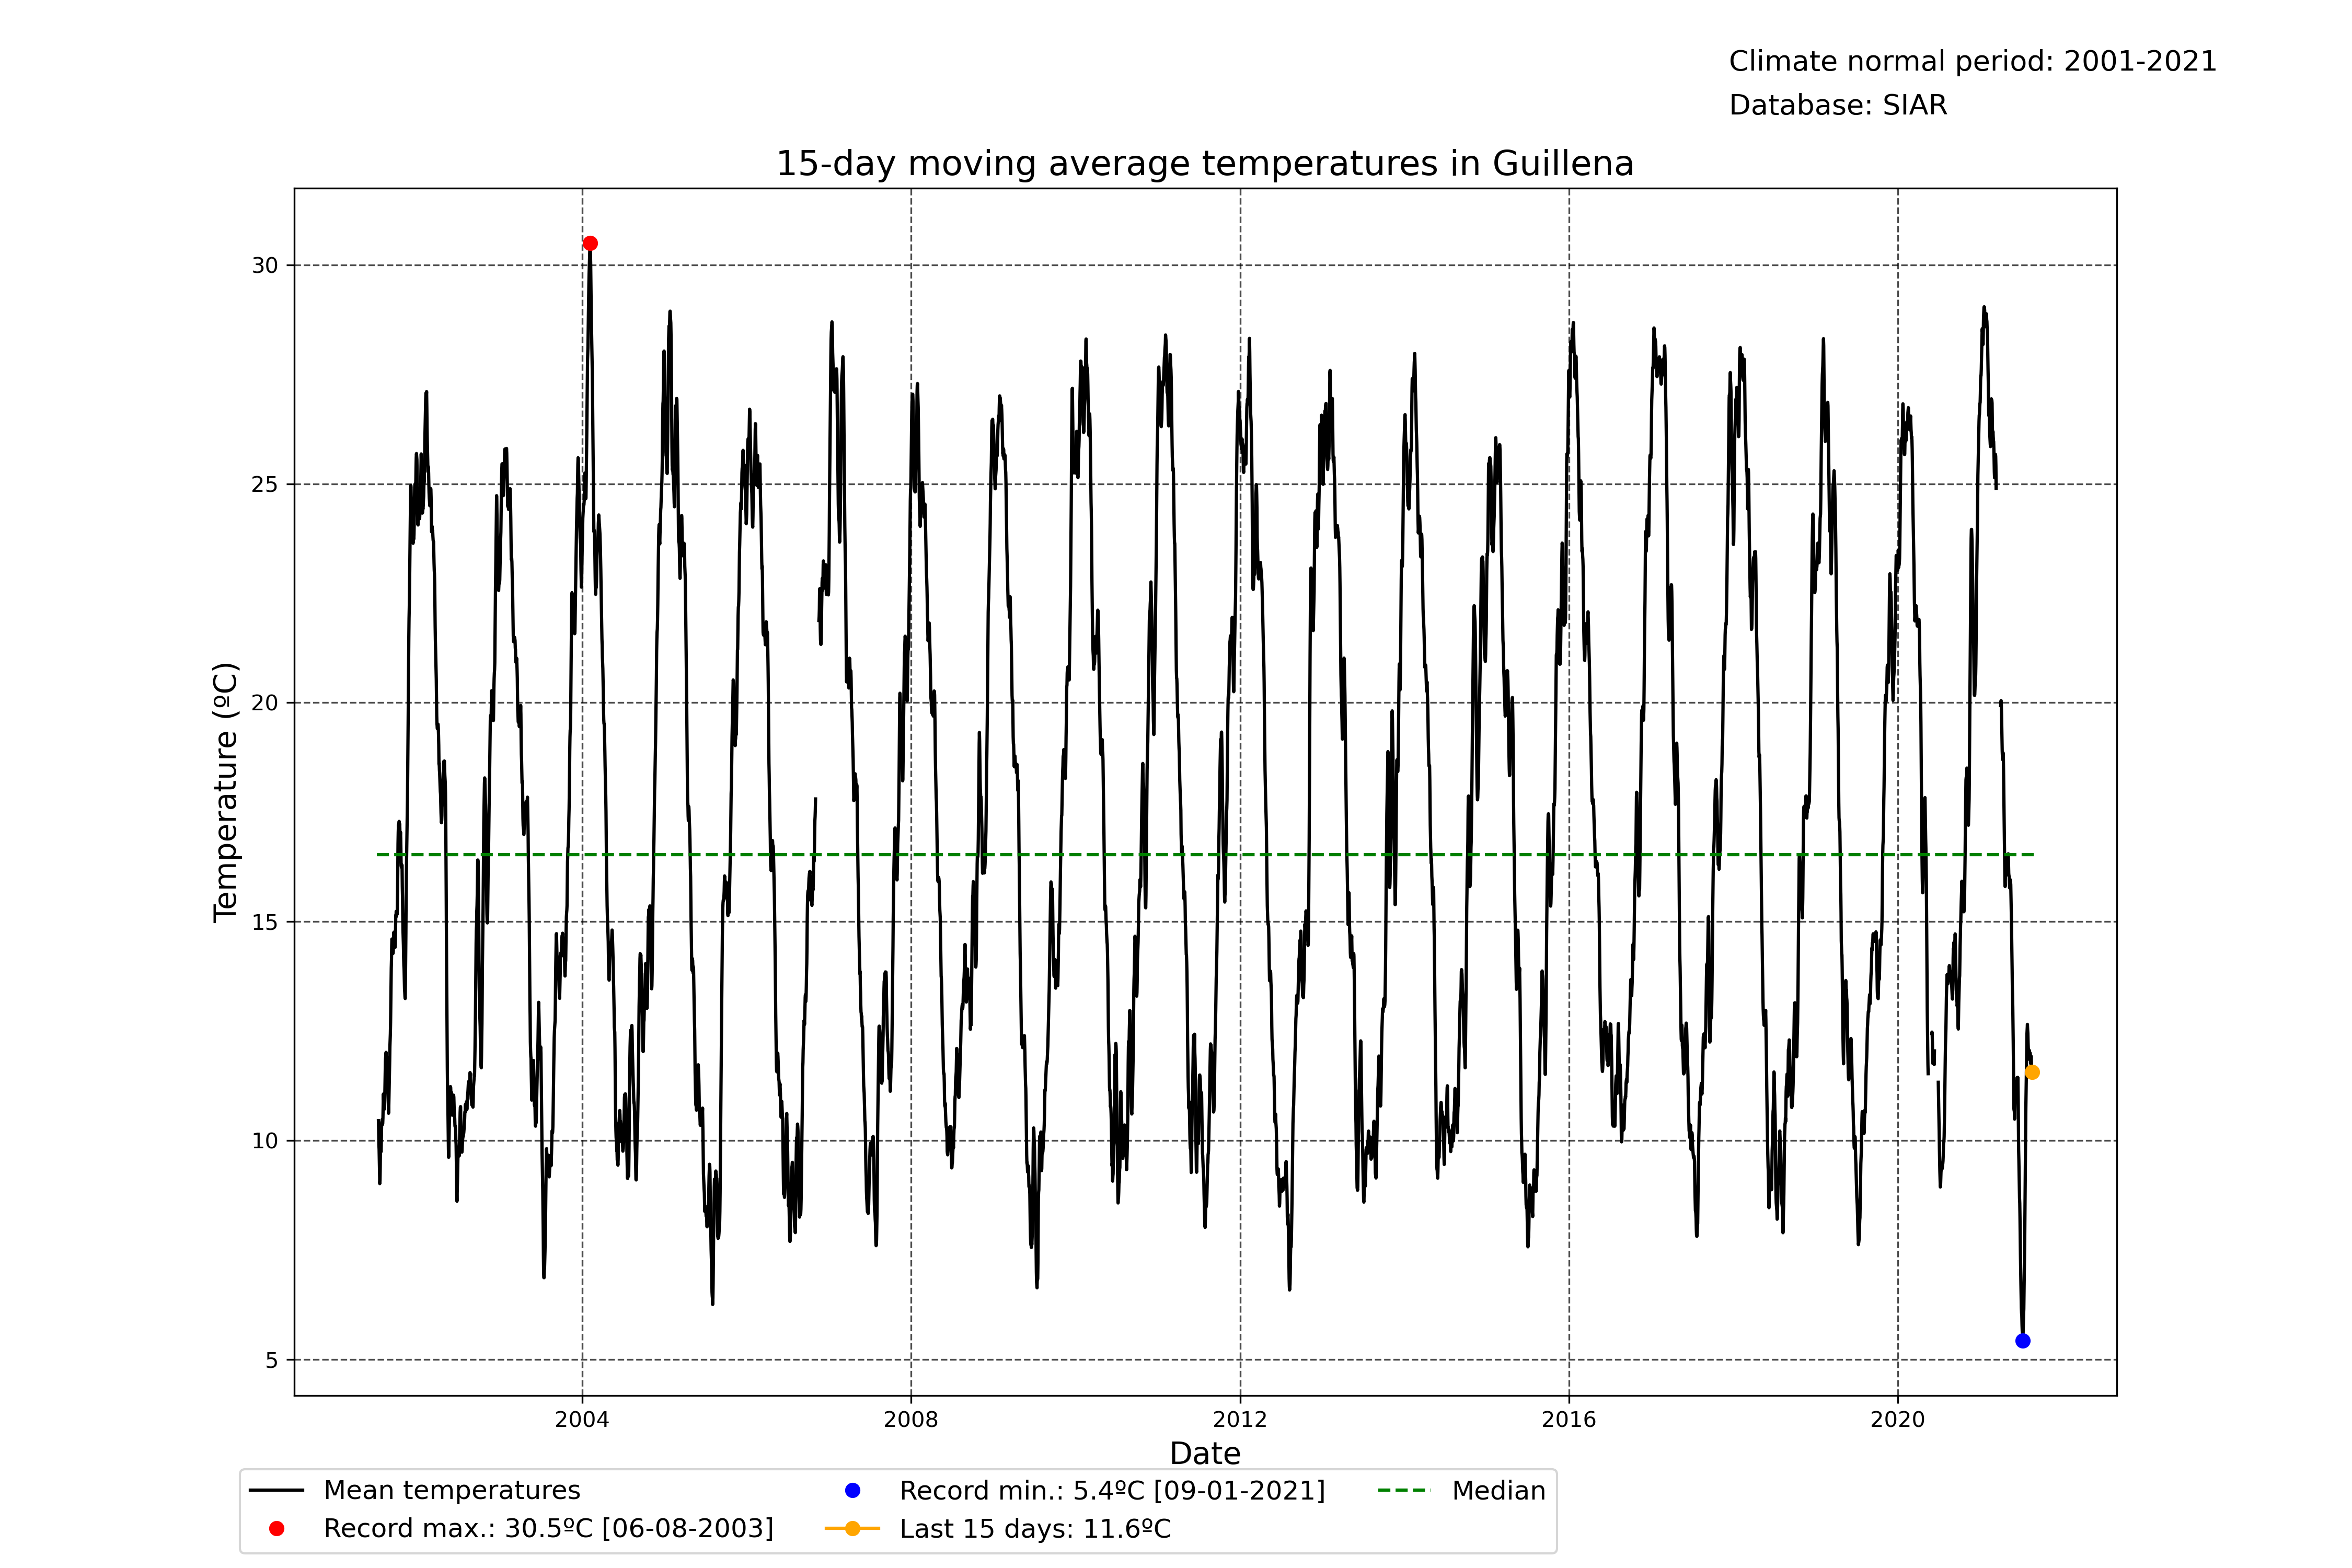 Climate normal period: 2001-2021
Database: SIAR
15-day moving average temperatures in Guillena
Temperature (ºC)
30
25
20
15
10
5
2004
2008
2012
2016
2020
Date
Mean temperatures
Record max.: 30.5ºC [06-08-2003]
Record min.: 5.4ºC [09-01-2021]
Last 15 days: 11.6ºC
Median